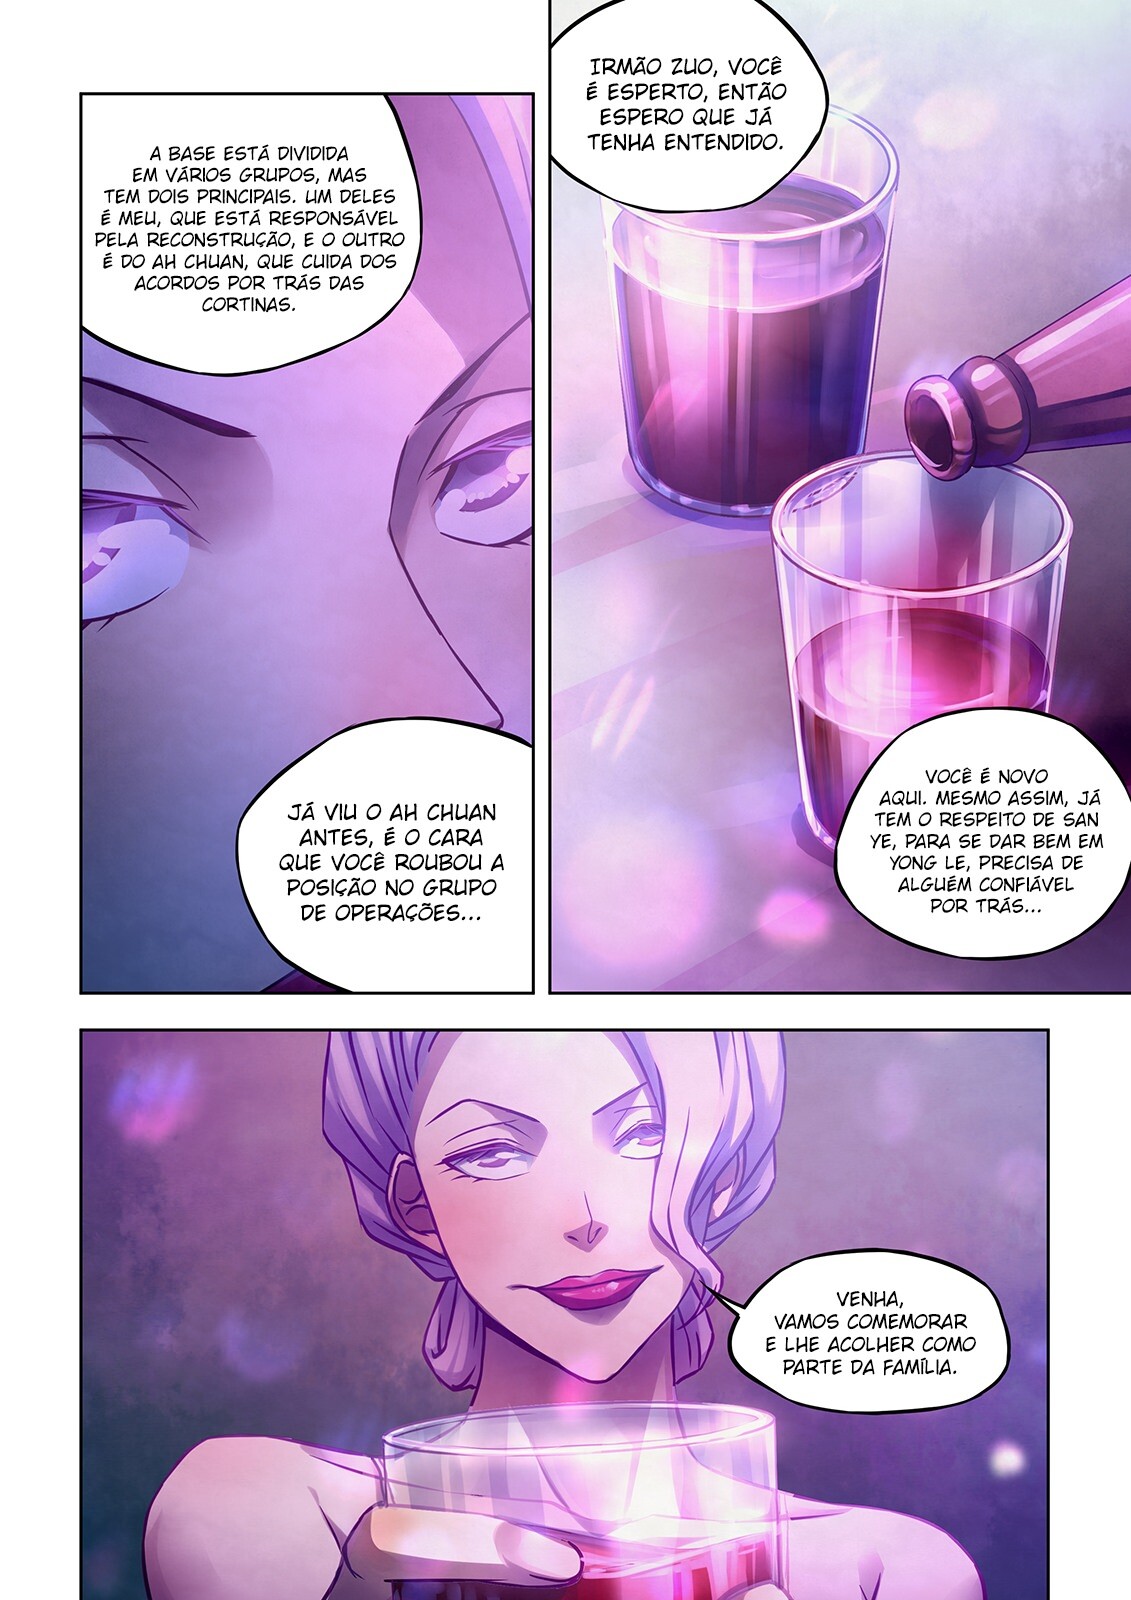 A BASE ESTÁ DIVIDIDA
EM VÁRIOS GRUPOS, MAS
TEM DOIS PRINCIPAIS. UM DELES
É MEU, QUE ESTÁ RESPONSÁVEL
PELA RECONSTRUÇÃO, E O OUTRO
É DO AH CHUAN, QUE CUIDA DOS
ACORDOS POR TRÁS DAS
CORTINAS.
JÁ VIU O AH CHUAN
ANTES, É O CARA
QUE VOCÊ ROUBOU A
POSIÇÃO NO GRUPO
DE OPERAÇÕES...
IRMÃO ZUO, VOCÊ
É ESPERTO, ENTÃO
ESPERO QUE JÁ
TENHA ENTENDIDO.
VOCÊ É NOVO
AQUI. MESMO ASSIM, JÁ
TEM O RESPEITO DE SAN
YE, PARA SE DAR BEM EM
YONG LE, PRECISA DE
ALGUÉM CONFIÁVEL
POR TRÁS...
VENHA,
VAMOS COMEMORAR
E LHE ACOLHER COMO
PARTE DA FAMÍLIA.